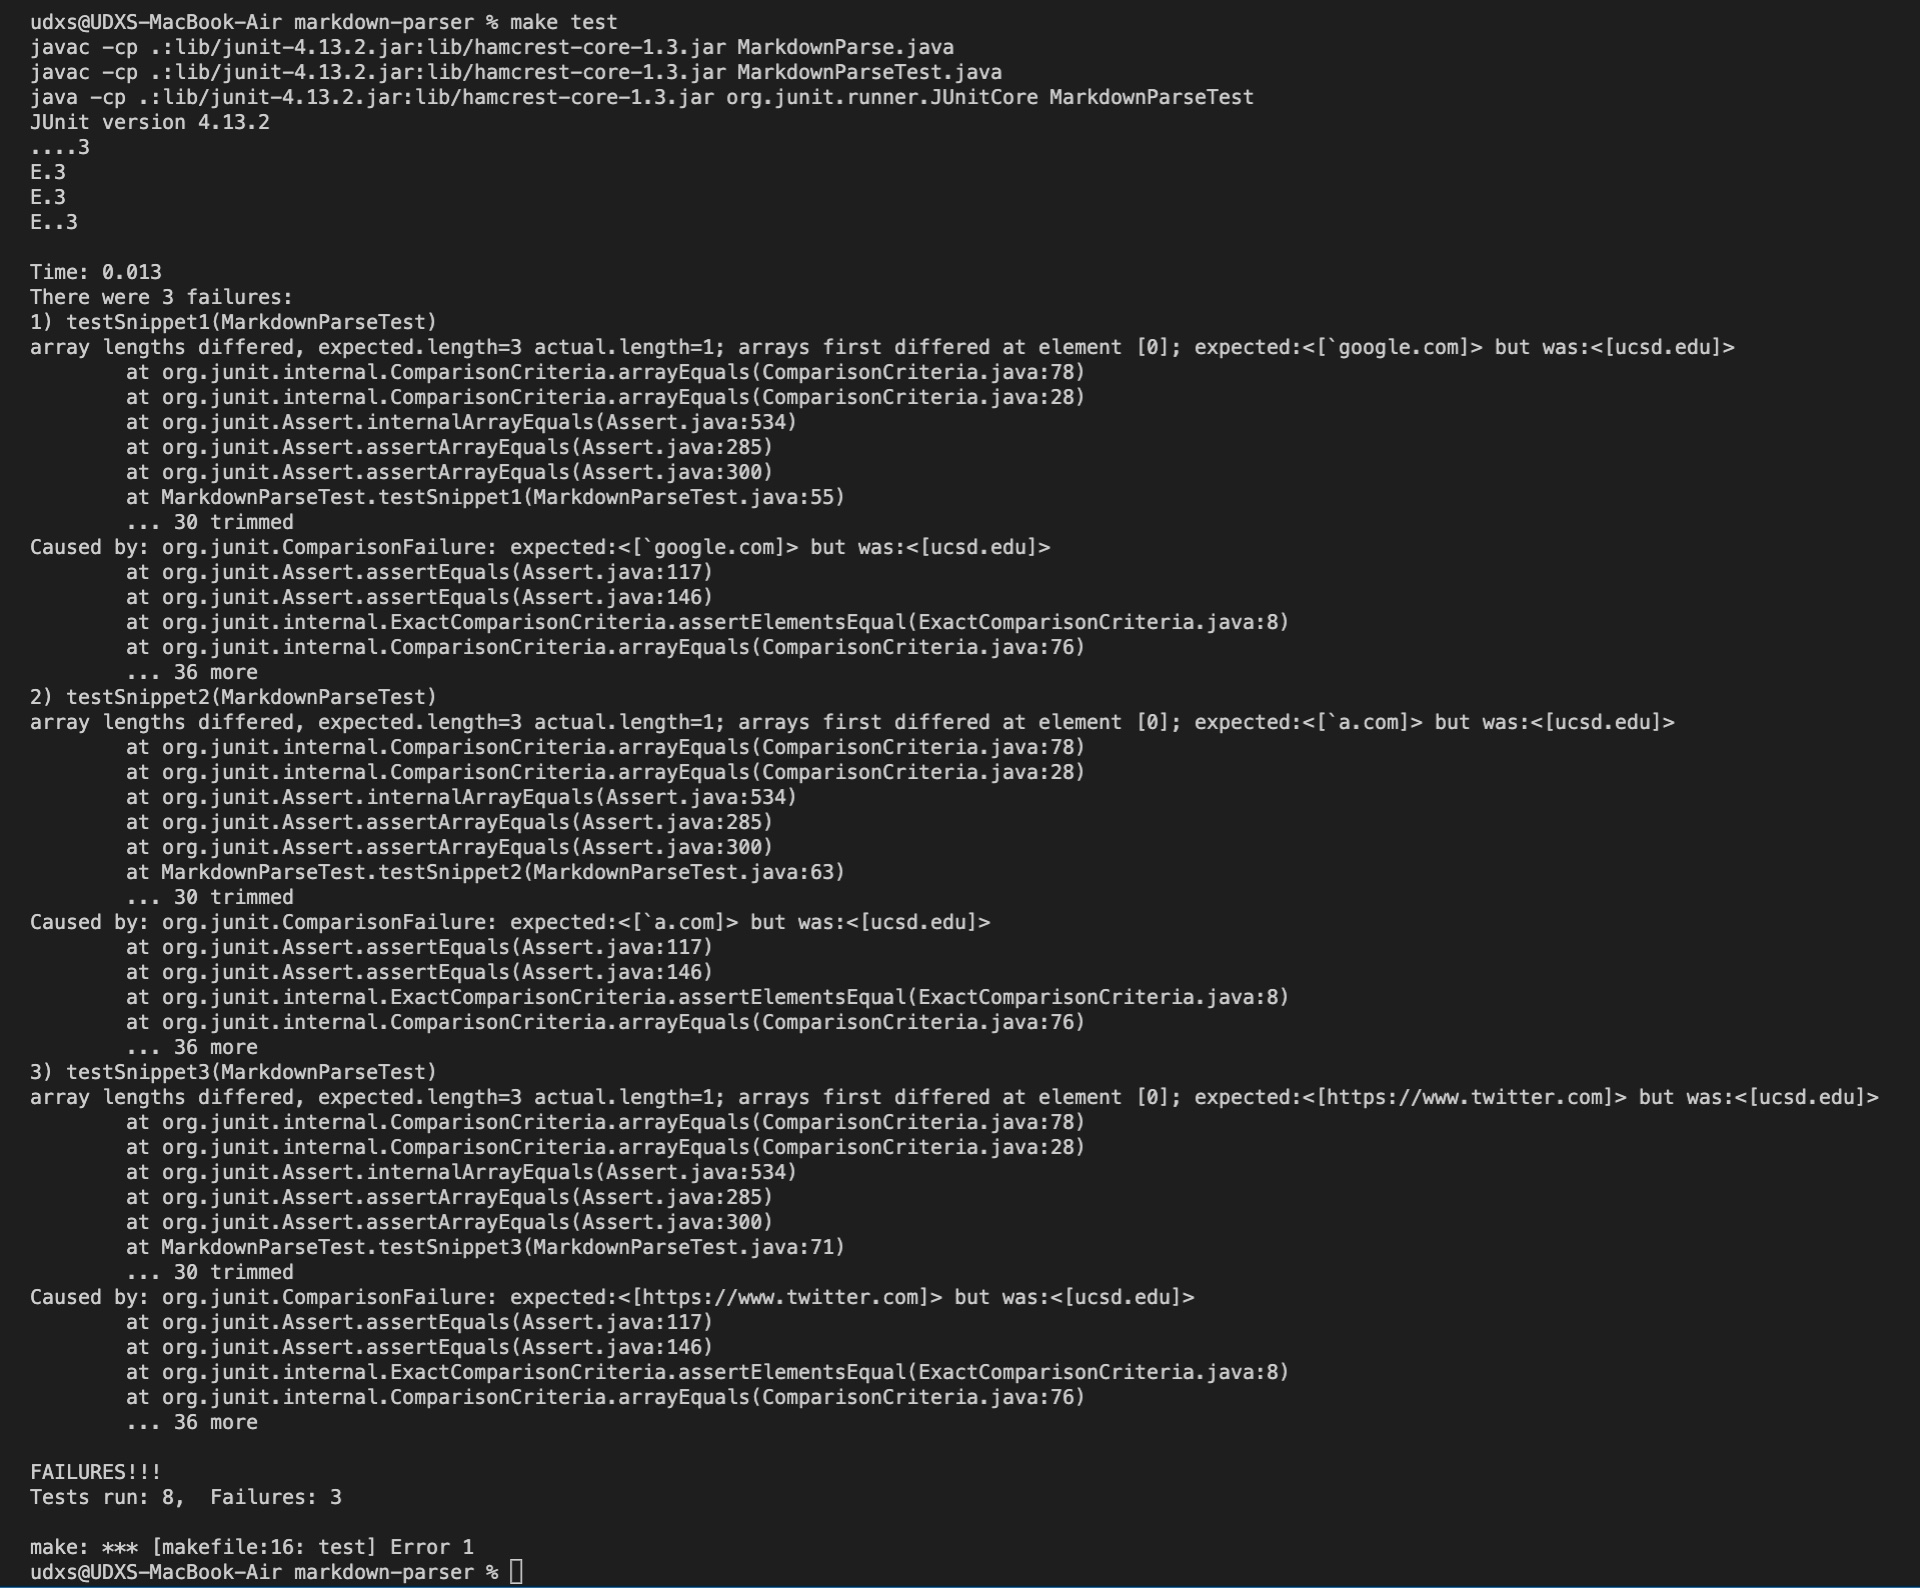 udxs@UDXS-MacBook-Air markdown-parser % make test
javac -cp .:lib/junit-4.13.2.jar:lib/hamcrest-core-1.3.jar MarkdownParse.java
javac -cp .:lib/junit-4.13.2.jar:lib/hamcrest-core-1.3.jar MarkdownParseTest.java
java -cp .:lib/junit-4.13.2.jar:lib/hamcrest-core-1.3.jar org.junit.runner.JUnitCore MarkdownParseTest
JUnit version 4.13.2
....3
E.3
E.3
E..3
Time: 0.013
There were 3 failures:
1) testSnippet1(MarkdownParseTest)
array lengths differed, expected.length=3 actual.length=1; arrays first differed at element [0]; expected:<[`google.com]> but was:<[ucsd.edu]>
at org.junit.internal.ComparisonCriteria.arrayEquals(ComparisonCriteria.java:78)
at org.junit.internal.ComparisonCriteria.arrayEquals(ComparisonCriteria.java:28)
at org.junit.Assert.internalArrayEquals(Assert.java:534)
at org.junit.Assert.assertArrayEquals(Assert.java:285)
at org.junit.Assert.assertArrayEquals(Assert.java:300)
at MarkdownParseTest.testSnippet1(MarkdownParseTest.java:55)
... 30 trimmed
Caused by: org.junit.ComparisonFailure: expected:<[`google.com]> but was:<[ucsd.edu]>
at org.junit.Assert.assertEquals(Assert.java:117)
at org.junit.Assert.assertEquals(Assert.java:146)
at org.junit.internal.ExactComparisonCriteria.assertElementsEqual(ExactComparisonCriteria.java:8)
at org.junit.internal.ComparisonCriteria.arrayEquals(ComparisonCriteria.java:76)
... 36 more
2) testSnippet2(MarkdownParseTest)
array lengths differed, expected.length=3 actual.length=1; arrays first differed at element [0]; expected:<[`a.com]> but was:<[ucsd.edu]>
at org.junit.internal.ComparisonCriteria.arrayEquals(ComparisonCriteria.java:78)
at org.junit.internal.ComparisonCriteria.arrayEquals(ComparisonCriteria.java:28)
at org.junit.Assert.internalArrayEquals(Assert.java:534)
at org.junit.Assert.assertArrayEquals(Assert.java:285)
at org.junit.Assert.assertArrayEquals(Assert.java:300)
at MarkdownParseTest.testSnippet2(MarkdownParseTest.java:63)
... 30 trimmed
Caused by: org.junit.ComparisonFailure: expected:<[`a.com]> but was:<[ucsd.edu]>
at org.junit.Assert.assertEquals(Assert.java:117)
at org.junit.Assert.assertEquals(Assert.java:146)
at org.junit.internal.ExactComparisonCriteria.assertElementsEqual(ExactComparisonCriteria.java:8)
at org.junit.internal.ComparisonCriteria.arrayEquals(ComparisonCriteria.java:76)
... 36 more
3) testSnippet3(MarkdownParseTest)
array lengths differed, expected.length=3 actual.length=1; arrays first differed at element [0]; expected:<[https://www.twitter.com]> but was:<[ucsd.edu]>
at org.junit.internal.ComparisonCriteria.arrayEquals(ComparisonCriteria.java:78)
at org.junit.internal.ComparisonCriteria.arrayEquals(ComparisonCriteria.java:28)
at org.junit.Assert.internalArrayEquals(Assert.java:534)
at org.junit.Assert.assertArrayEquals(Assert.java:285)
at org.junit.Assert.assertArrayEquals(Assert.java:300)
at MarkdownParseTest.testSnippet3(MarkdownParseTest.java:71)
... 30 trimmed
Caused by: org.junit.ComparisonFailure: expected:<[https://www.twitter.com]> but was:<[ucsd.edu]>
at org.junit.Assert.assertEquals(Assert.java:117)
at org.junit.Assert.assertEquals(Assert.java:146)
at org.junit.internal.ExactComparisonCriteria.assertElementsEqual(ExactComparisonCriteria.java:8)
at org.junit.internal.ComparisonCriteria.arrayEquals(ComparisonCriteria.java:76)
... 36 more
FAILURES!!!
Tests run: 8,  Failures: 3
make: *** [makefile:16: test] Error 1
udxs@UDXS-MacBook-Air markdown-parser %